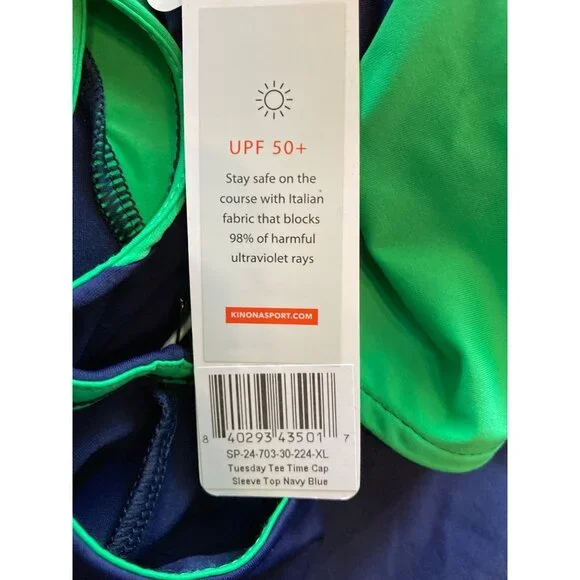 UPF 50+
Stay safe on the
course with Italian
fabric that blocks
98% of harmful
ultraviolet rays
KINONASPORT.COM
8 40293 43501 7
SP-24-703-30-224-XL
Tuesday Tee Time Cap
Sleeve Top Navy Blue